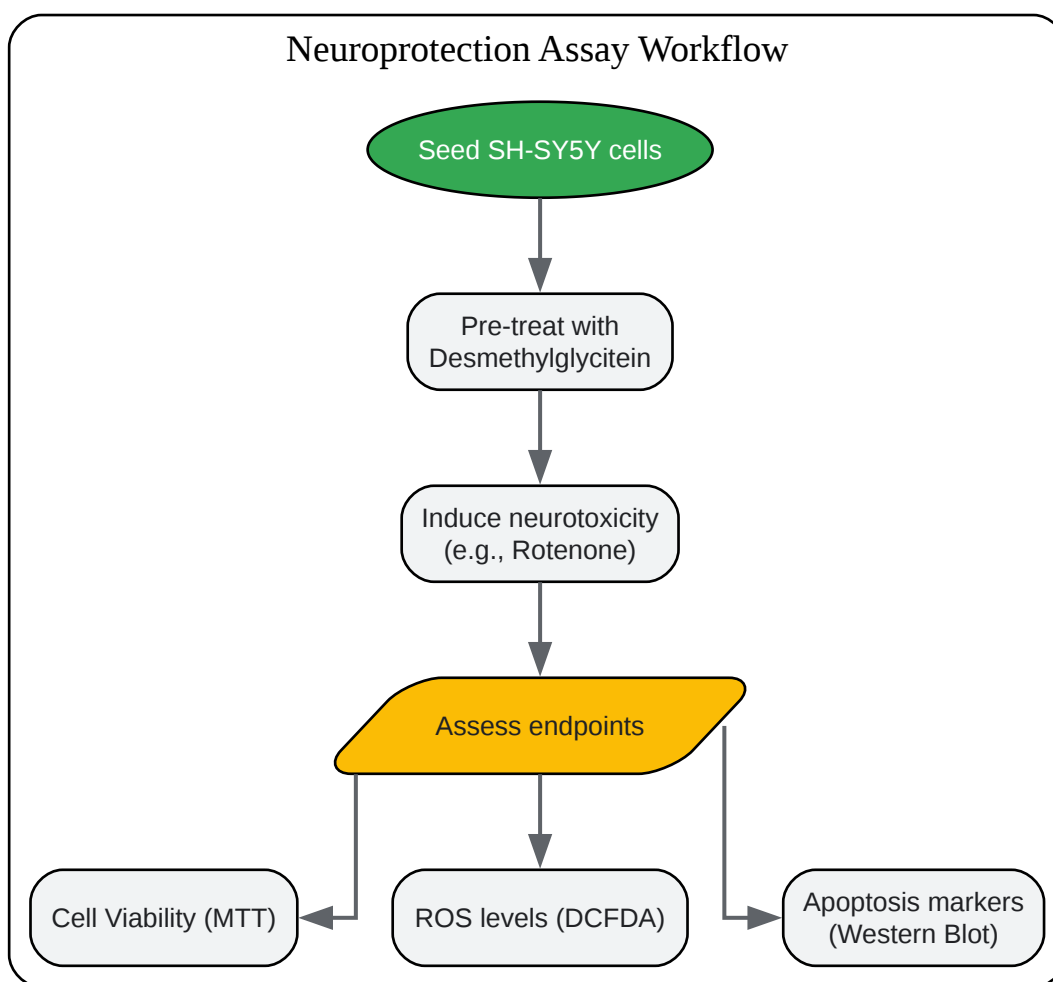 Neuroprotection Assay Workflow
Seed SH-SY5Y cells
Pre-treat with
Desmethylglycitein
Induce neurotoxicity
(e.g., Rotenone)
Assess endpoints
Cell Viability (MTT)
ROS levels (DCFDA)
Apoptosis markers
(Western Blot)